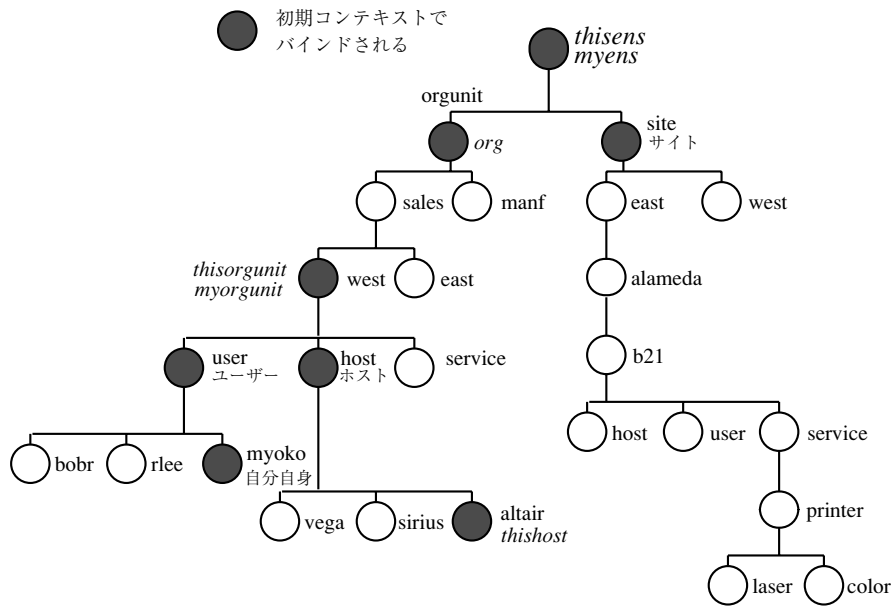 初期コンテキストで
バインドされる
thisens
myens
orgunit
org
site
サイト
sales
manf
east
west
thisorgunit
myorgunit
west
east
alameda
user
ユーザー
host
ホスト
service
b21
bobr
rlee
myoko
自分自身
host
user
service
vega
sirius
altair
thishost
printer
laser
color